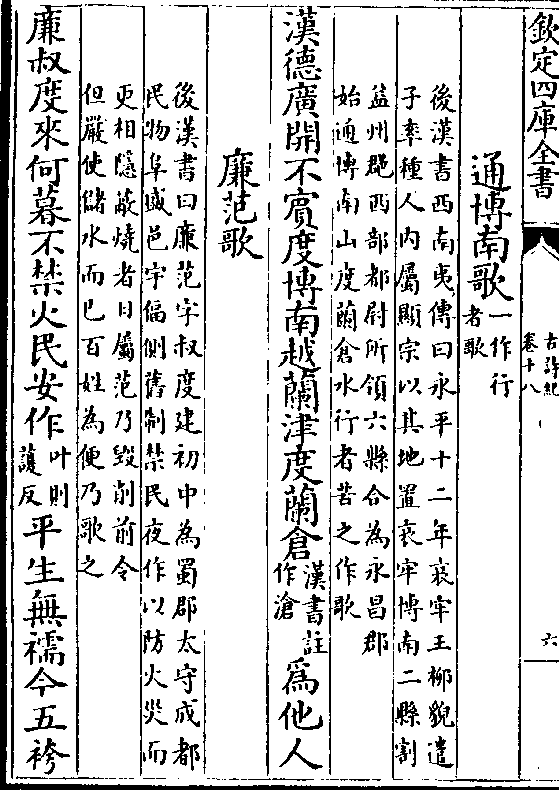 欽定四庫全書
古詩紀
卷十八
六
通博南歌一作行
者歌
後漢書西南夷傳曰永平十二年哀牢王柳貌遣
子率種人内屬顯宗以其地置哀牢博南二縣割
益州郡西部都尉所領六縣合為永昌郡
始通博南山度蘭倉水行者苦之作歌
漢德廣開不賓度博南越蘭津度蘭倉漢書註
作滄為他人
廉范歌
後漢書曰廉范字叔度建初中為蜀郡太守成都
民物阜盛邑宇偪側舊制禁民夜作以防火災而
更相隱蔽燒者日屬范乃毀削前令
但嚴使儲水而已百姓為便乃歌之
廉叔度來何暮不禁火民安作叶則
護反平生無襦今五袴